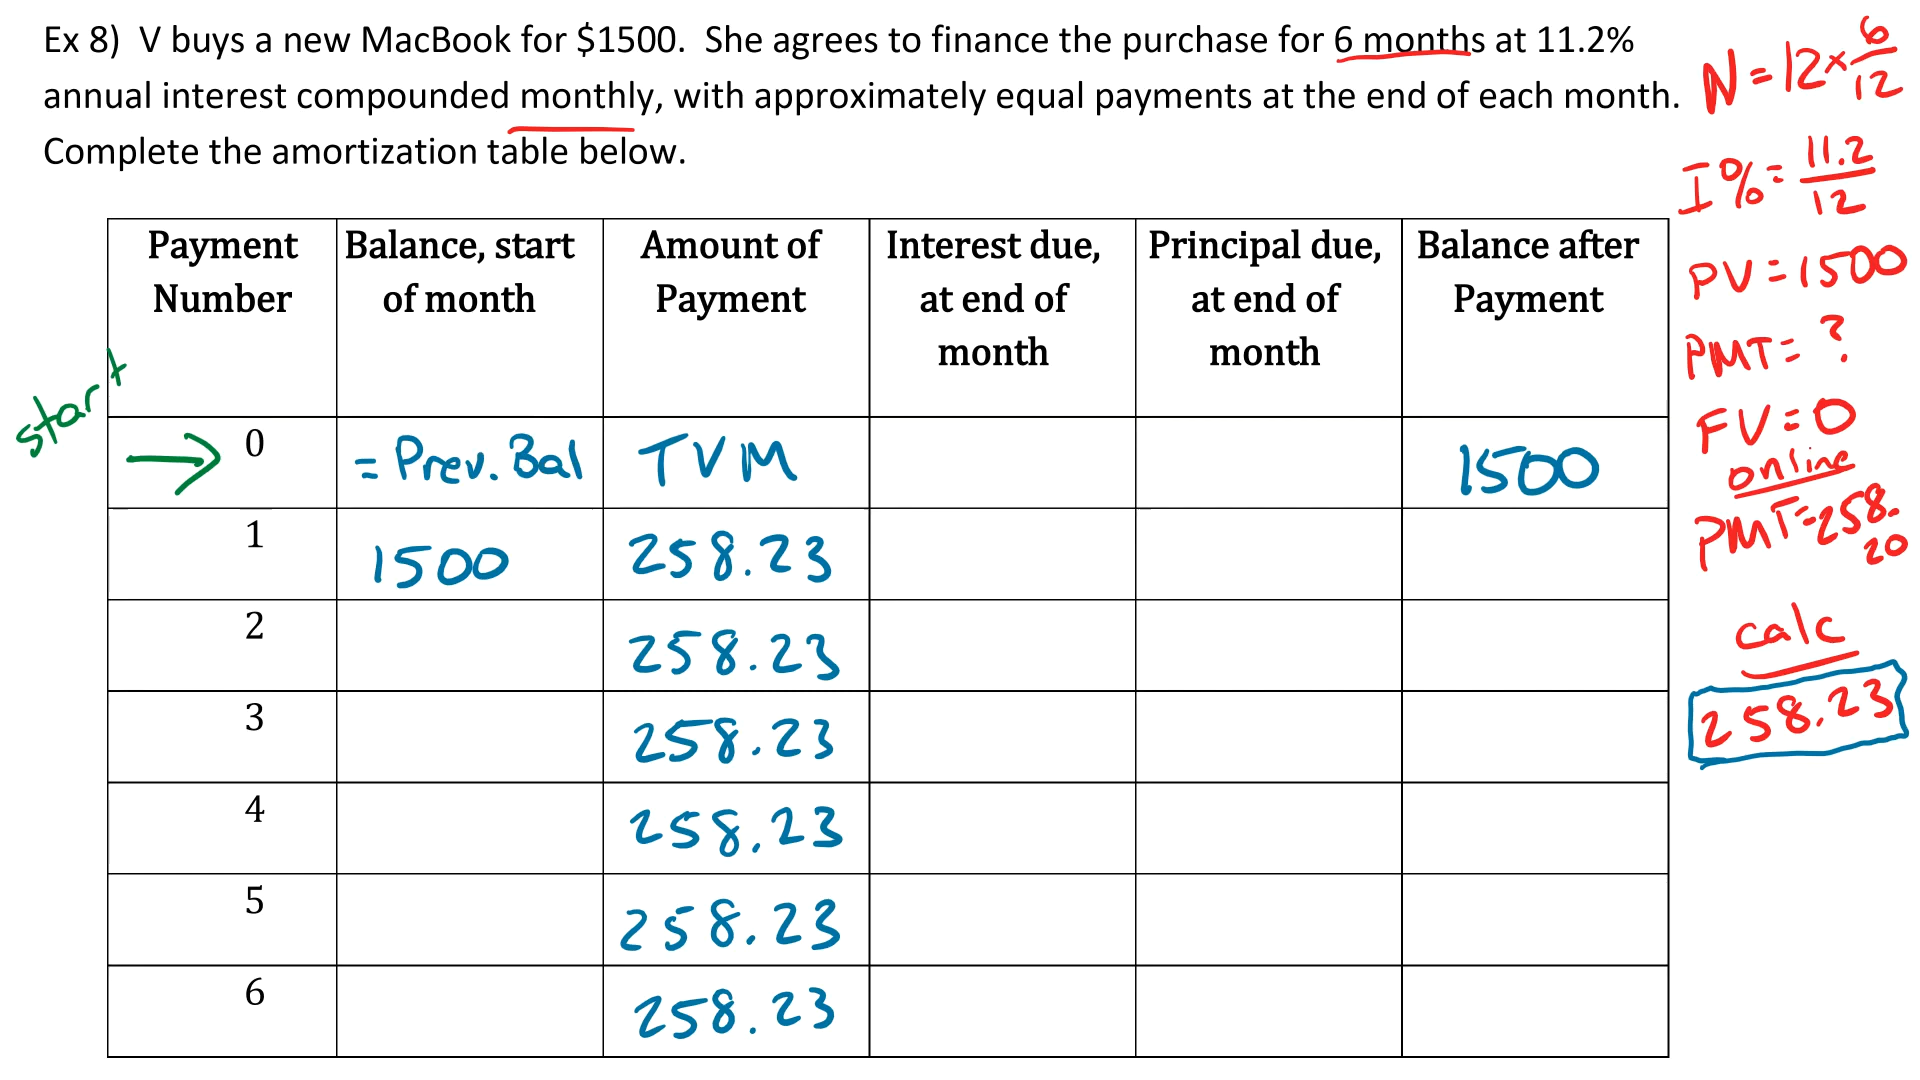 Ex 8) V buys a new MacBook for $1500. She agrees to finance the purchase for 6 months at 11.2%
annual interest compounded monthly, with approximately equal payments at the end of each month.
Complete the amortization table below.
N=12×6/12
I%=11.2/12
PV=1500
PMT=?
FV=0
online
PMT=258.
20
calc
258.23
Payment Number
Balance, start of month
Amount of Payment
Interest due, at end of month
Principal due, at end of month
Balance after Payment
start
0 =Prev. Bal TVM 1500
1 1500 258.23
2 258.23
3 258.23
4 258.23
5 258.23
6 258.23